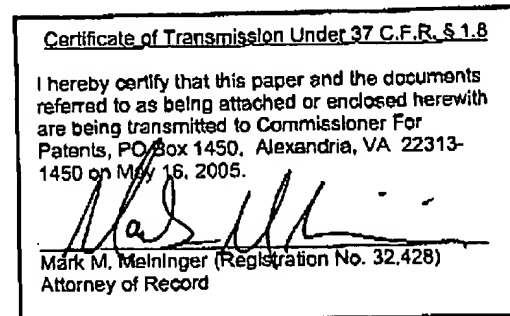 Certificate of Transmission Under 37 C.F.R. § 1.8
I hereby certify that this paper and the documents
referred to as being attached or enclosed herewith
are being transmitted to Commissioner For
Patents, PO Box 1450, Alexandria, VA 22313-
1450 on May 16, 2005.
Mark M. Meininger (Registration No. 32,428)
Attorney of Record